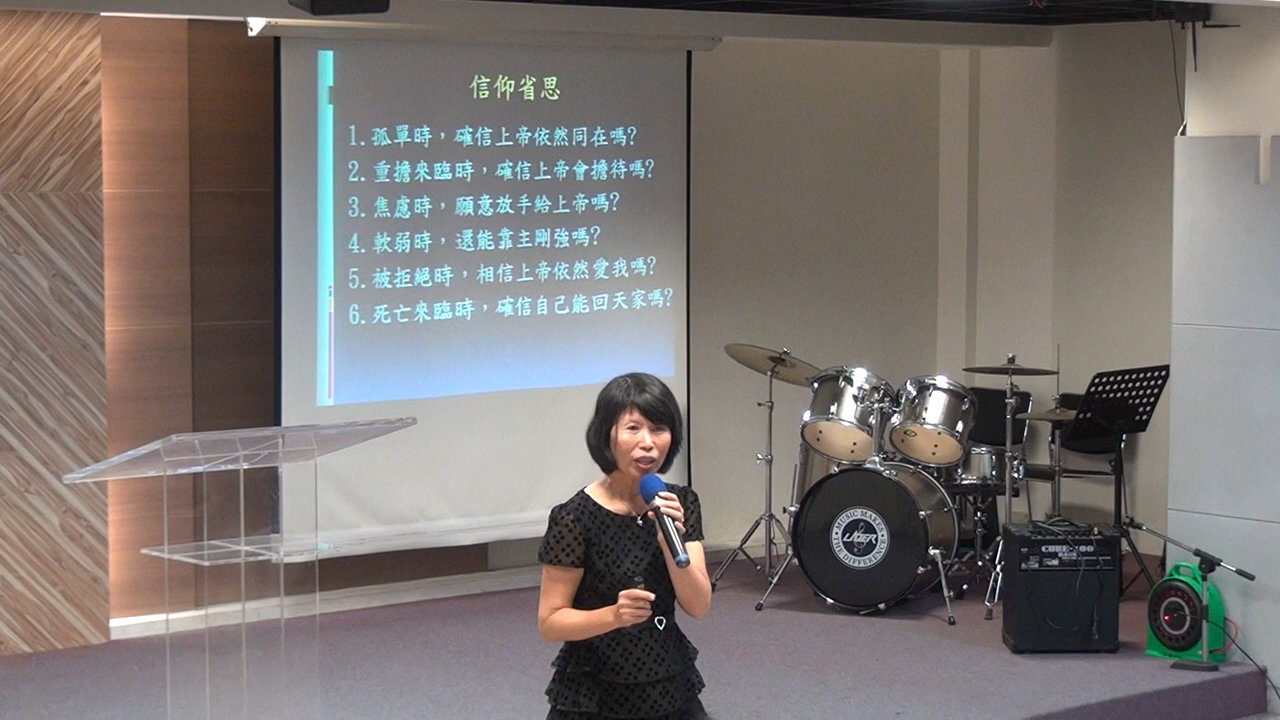 信仰省思
1. 孤單時，確信上帝依然同在嗎?
2. 重擔來臨時，確信上帝會擔待嗎?
3. 焦慮時，願意放手給上帝嗎?
4. 軟弱時，還能靠主剛強嗎?
5. 被拒絕時，相信上帝依然愛我嗎?
6. 死亡來臨時，確信自己能回天家嗎?
MUSIC MAKES
THE DIFFERENCE
CUBE-100